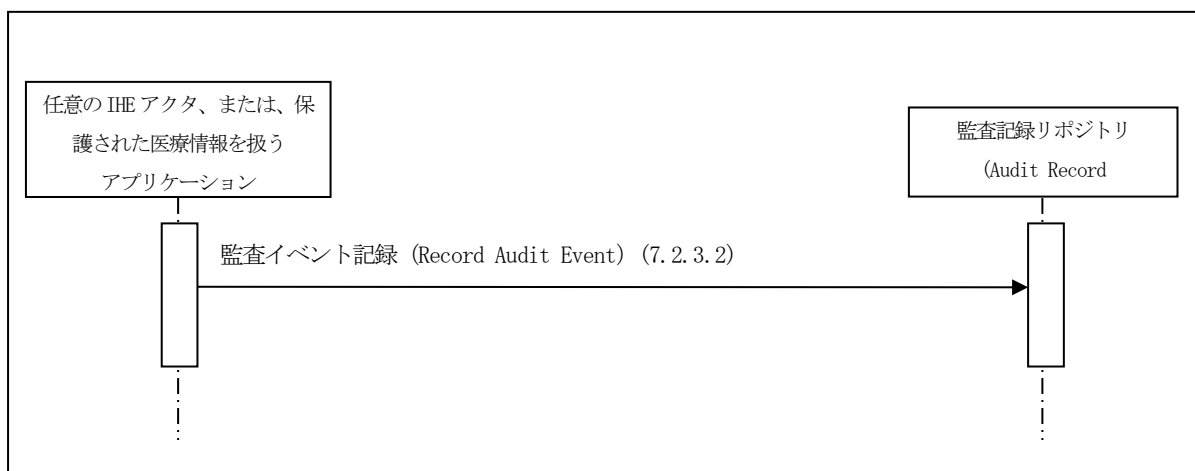 任意の IHE アクタ、または、保
護された医療情報を扱う
アプリケーション
監査記録リポジトリ
(Audit Record
監査イベント記録 (Record Audit Event) (7.2.3.2)